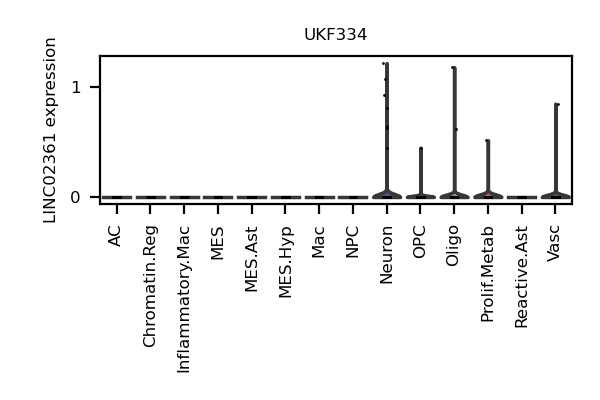 UKF334
LINC02361 expression
1
0
AC
Chromatin.Reg
Inflammatory.Mac
MES
MES.Ast
MES.Hyp
Mac
NPC
Neuron
OPC
Oligo
Prolif.Metab
Reactive.Ast
Vasc